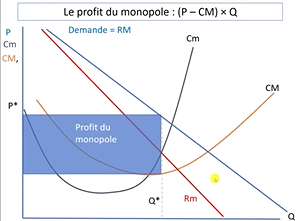 Le profit du monopole : (P – CM) × Q
P
Demande = RM
Cm
CM,
Cm
CM
P*
Profit du
monopole
Q*
Rm
Q